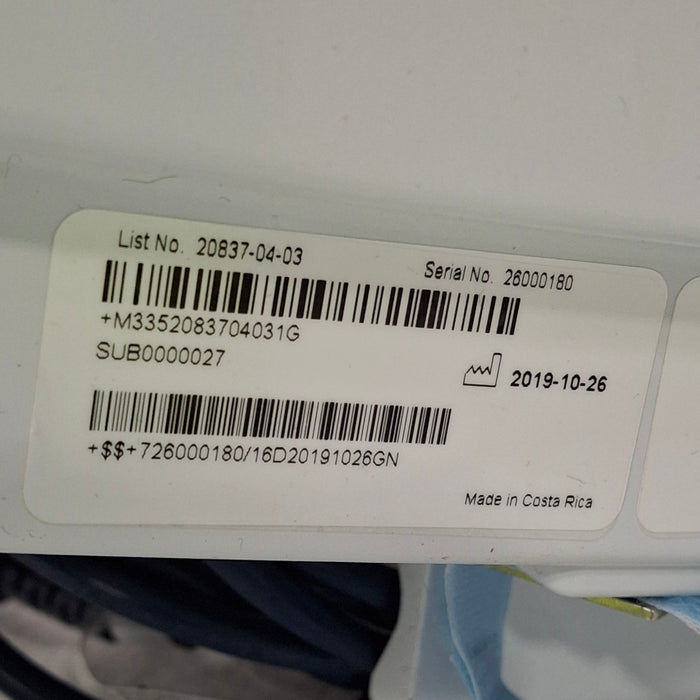 List No. 20837-04-03
Serial No. 26000180
+M3352083704031G
SUB0000027
2019-10-26
+$$+726000180/16D20191026GN
Made in Costa Rica